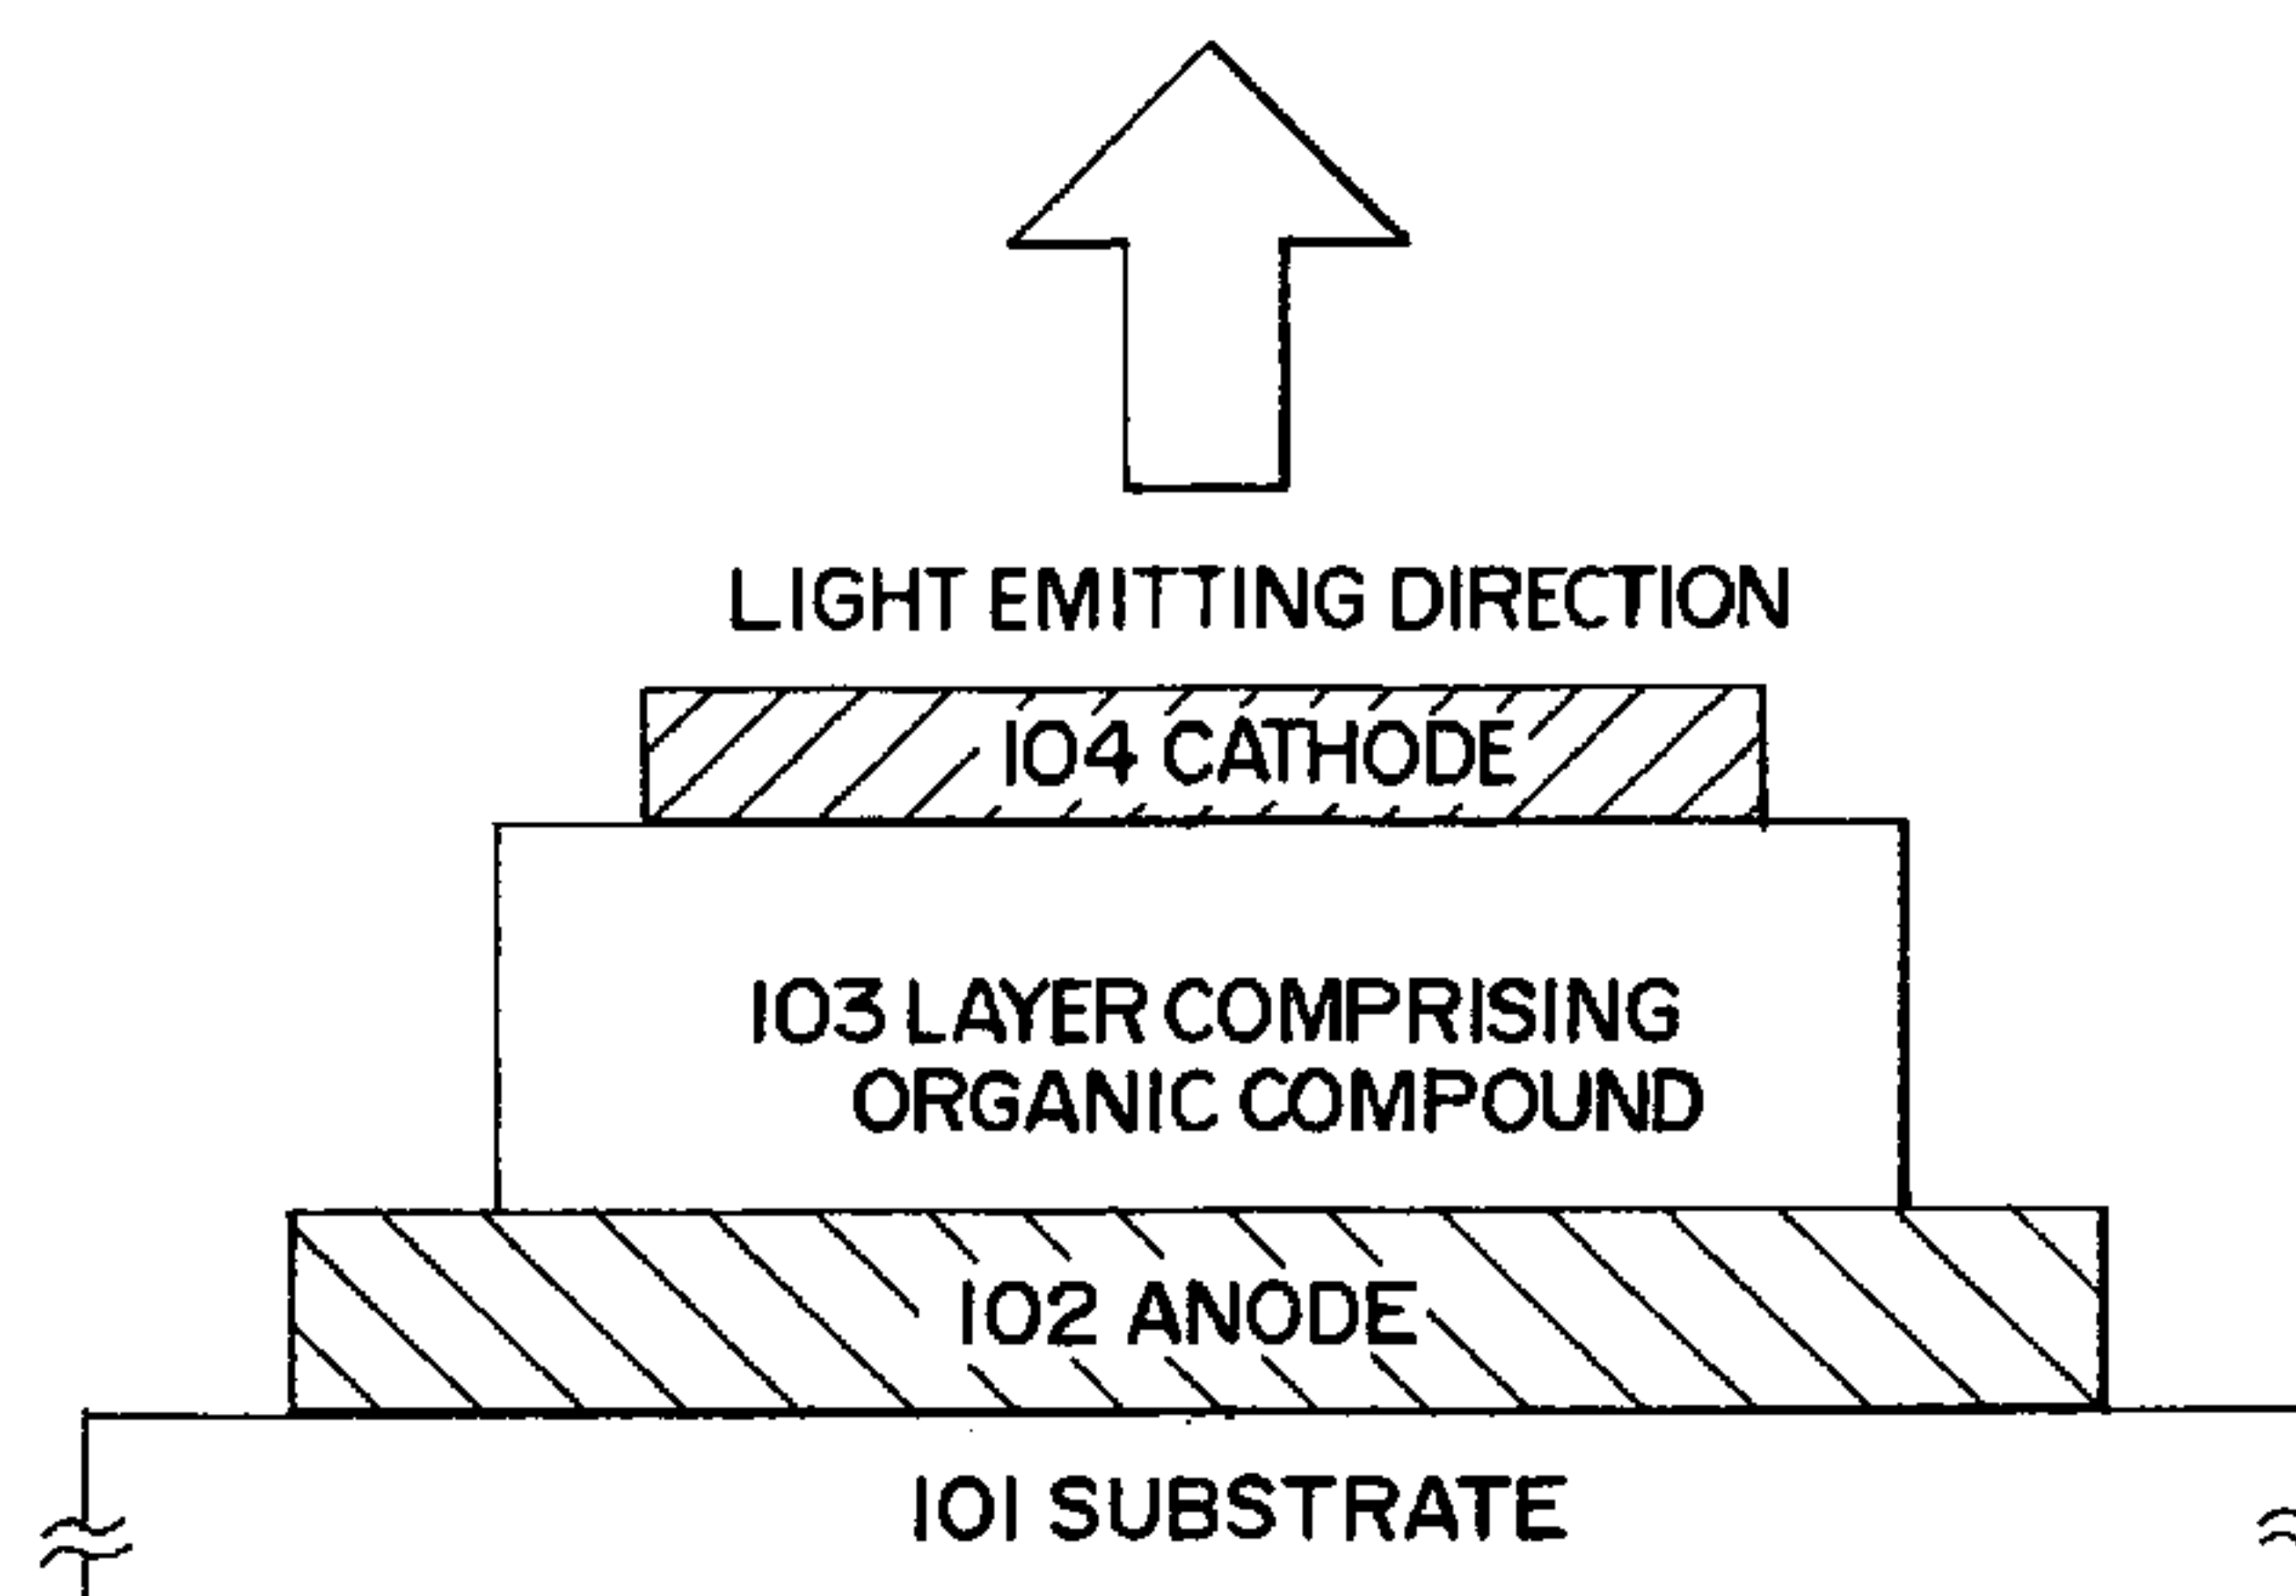 LIGHT EMITTING DIRECTION
104 CATHODE
103 LAYER COMPRISING
ORGANIC COMPOUND
102 ANODE
101 SUBSTRATE